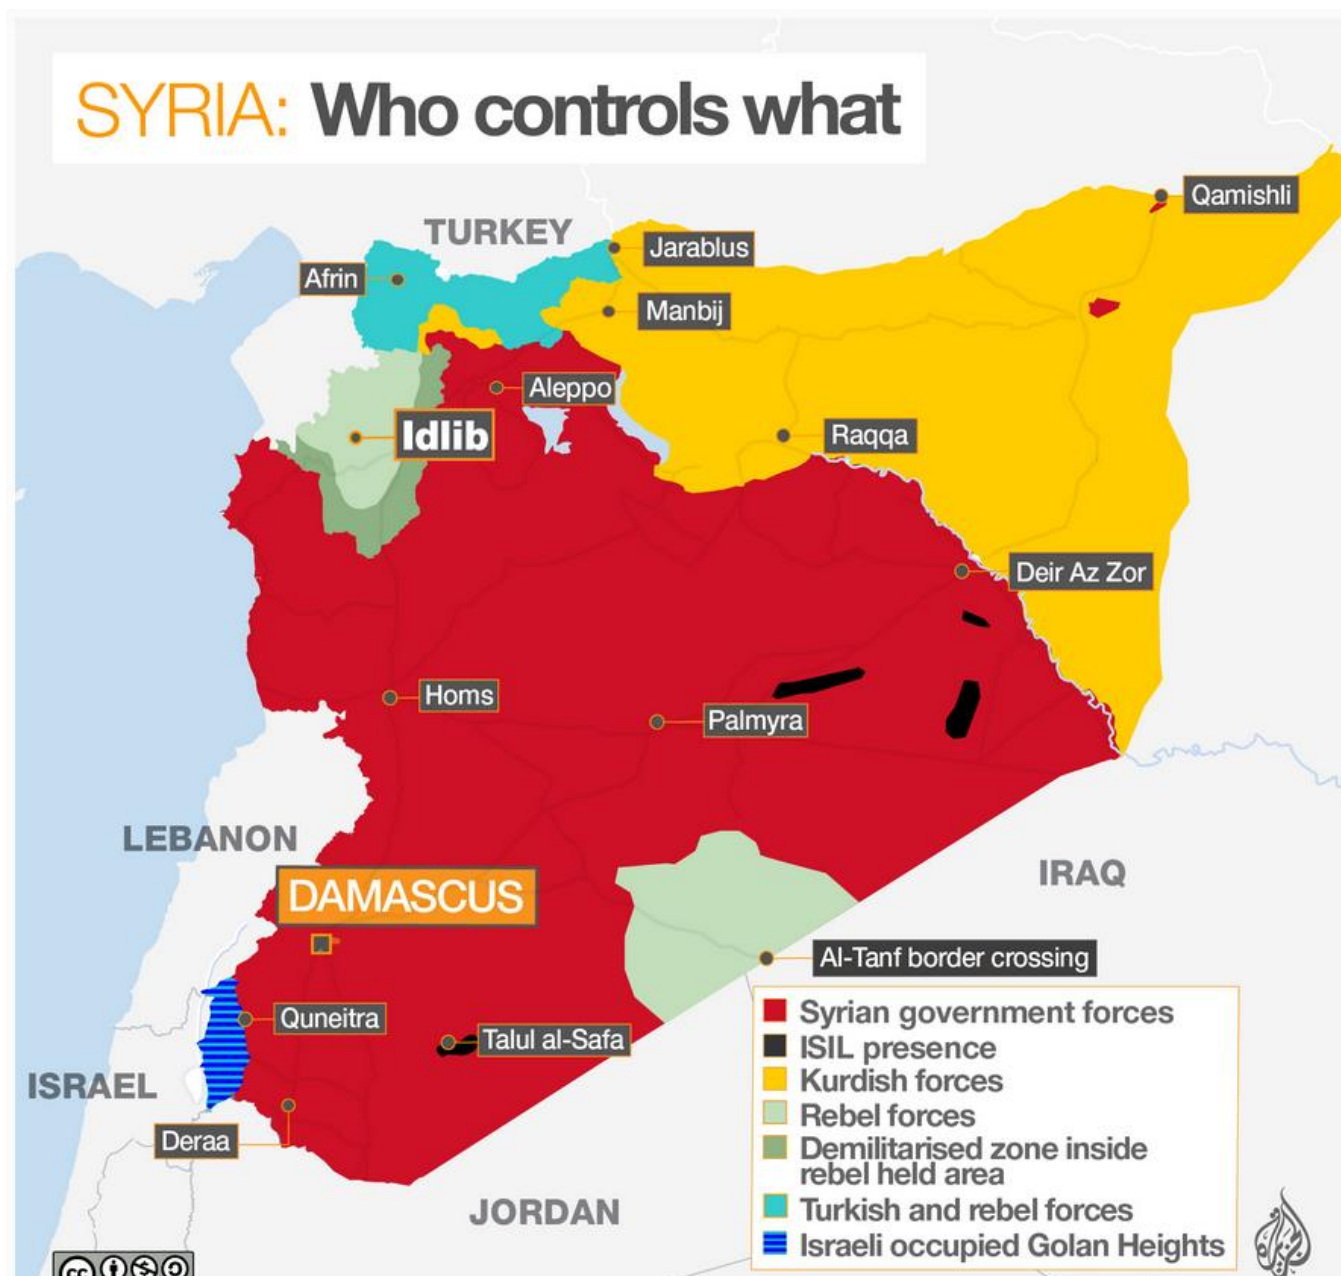 SYRIA: Who controls what
Qamishli
TURKEY
Jarablus
Afrin
Manbij
Aleppo
Idlib
Raqqa
Deir Az Zor
Homs
Palmyra
LEBANON
IRAQ
DAMASCUS
Al-Tanf border crossing
Quneitra
Talul al-Safa
ISRAEL
Deraa
JORDAN
Syrian government forces
ISIL presence
Kurdish forces
Rebel forces
Demilitarised zone inside
rebel held area
Turkish and rebel forces
Israeli occupied Golan Heights
cc